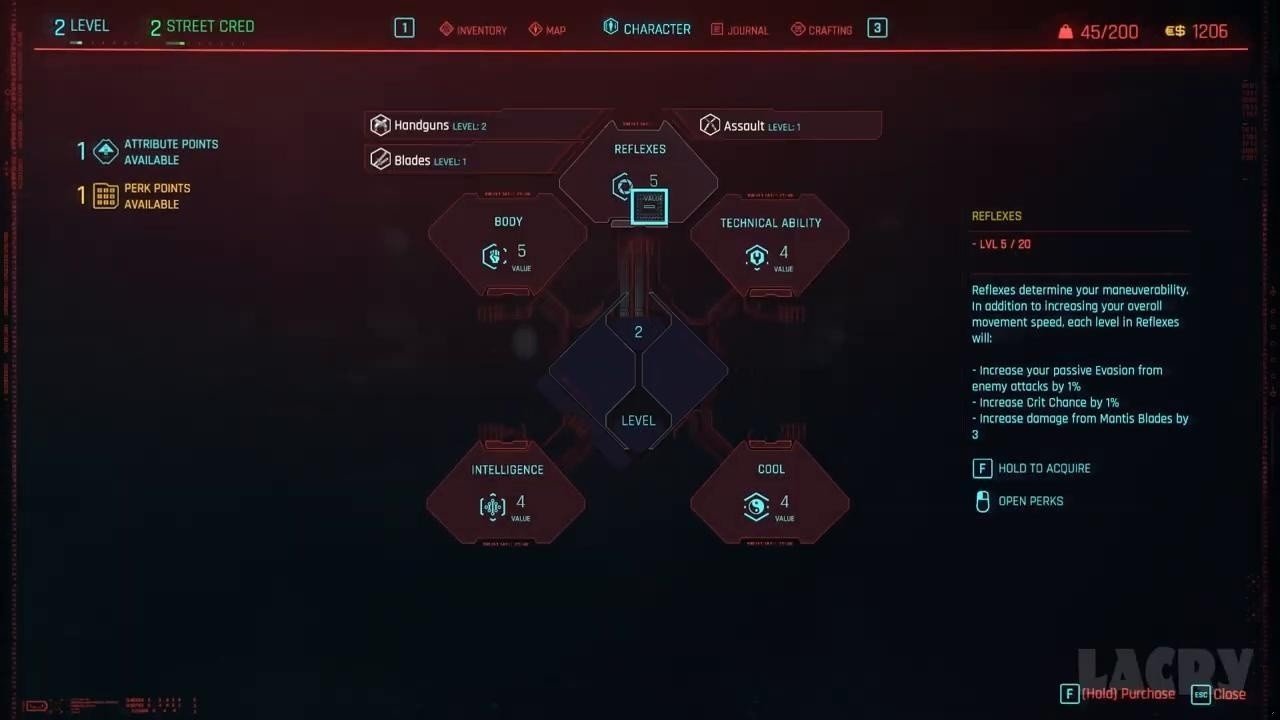 2 LEVEL
2 STREET CRED
1
INVENTORY
MAP
CHARACTER
JOURNAL
CRAFTING
3
45/200
€$ 1206
1 ATTRIBUTE POINTS
AVAILABLE
1 PERK POINTS
AVAILABLE
Handguns LEVEL: 2
Blades LEVEL: 1
Assault LEVEL: 1
REFLEXES
5
VALUE
BODY
5
VALUE
TECHNICAL ABILITY
4
VALUE
2
LEVEL
INTELLIGENCE
4
VALUE
COOL
4
VALUE
REFLEXES
- LVL 5 / 20
Reflexes determine your maneuverability.
In addition to increasing your overall
movement speed, each level in Reflexes
will:
- Increase your passive Evasion from
enemy attacks by 1%
- Increase Crit Chance by 1%
- Increase damage from Mantis Blades by
3
F HOLD TO ACQUIRE
OPEN PERKS
LACRY
F (Hold) Purchase
ESC Close